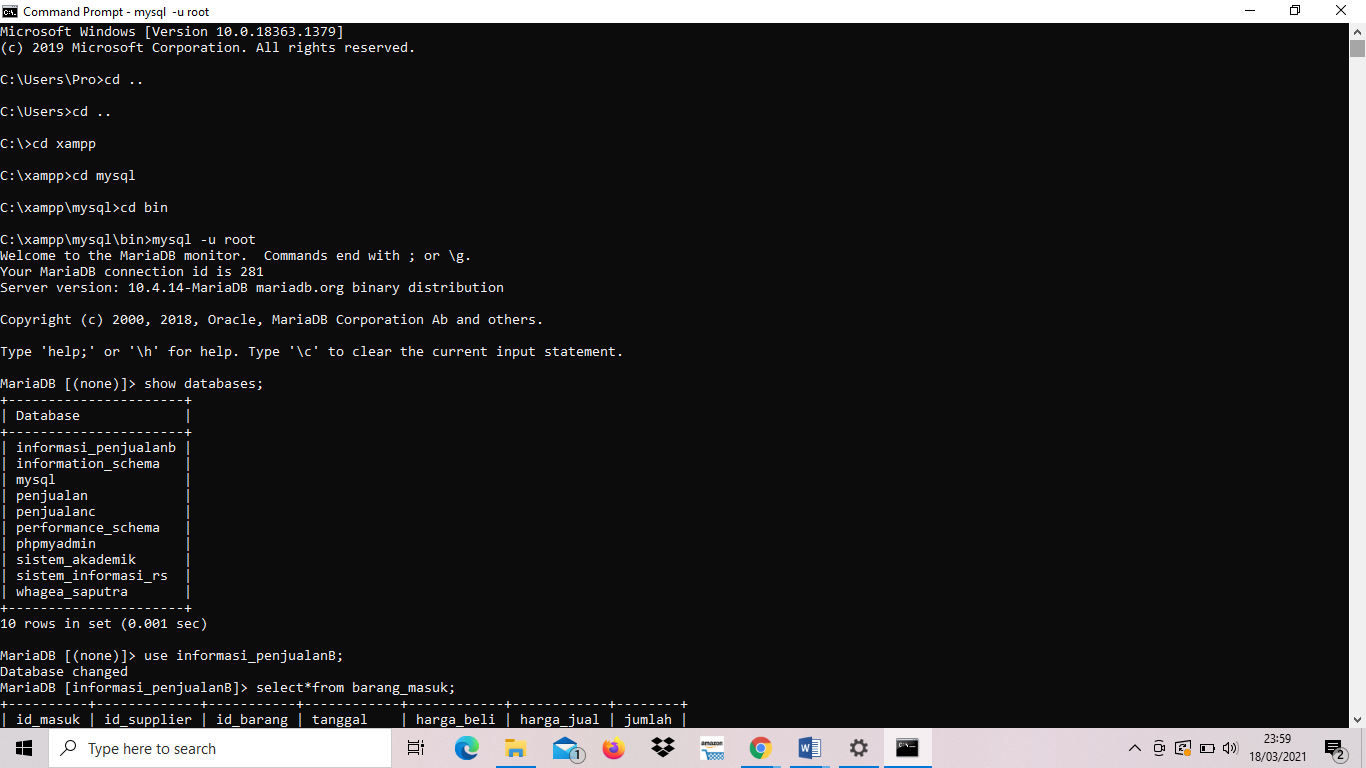 Command Prompt - mysql  -u root
Microsoft Windows [Version 10.0.18363.1379]
(c) 2019 Microsoft Corporation. All rights reserved.
C:\Users\Pro>cd ..
C:\Users>cd ..
C:\>cd xampp
C:\xampp>cd mysql
C:\xampp\mysql>cd bin
C:\xampp\mysql\bin>mysql -u root
Welcome to the MariaDB monitor.  Commands end with ; or \g.
Your MariaDB connection id is 281
Server version: 10.4.14-MariaDB mariadb.org binary distribution
Copyright (c) 2000, 2018, Oracle, MariaDB Corporation Ab and others.
Type 'help;' or '\h' for help. Type '\c' to clear the current input statement.
MariaDB [(none)]> show databases;
+----------------------+
| Database             |
+----------------------+
| informasi_penjualanb |
| information_schema   |
| mysql                |
| penjualan            |
| penjualanc           |
| performance_schema   |
| phpmyadmin           |
| sistem_akademik      |
| sistem_informasi_rs  |
| whagea_saputra       |
+----------------------+
10 rows in set (0.001 sec)
MariaDB [(none)]> use informasi_penjualanB;
Database changed
MariaDB [informasi_penjualanB]> select*from barang_masuk;
+----------+-------------+-----------+------------+------------+------------+--------+
| id_masuk | id_supplier | id_barang | tanggal    | harga_beli | harga_jual | jumlah |
Type here to search
1
amazon
23:59
18/03/2021
2